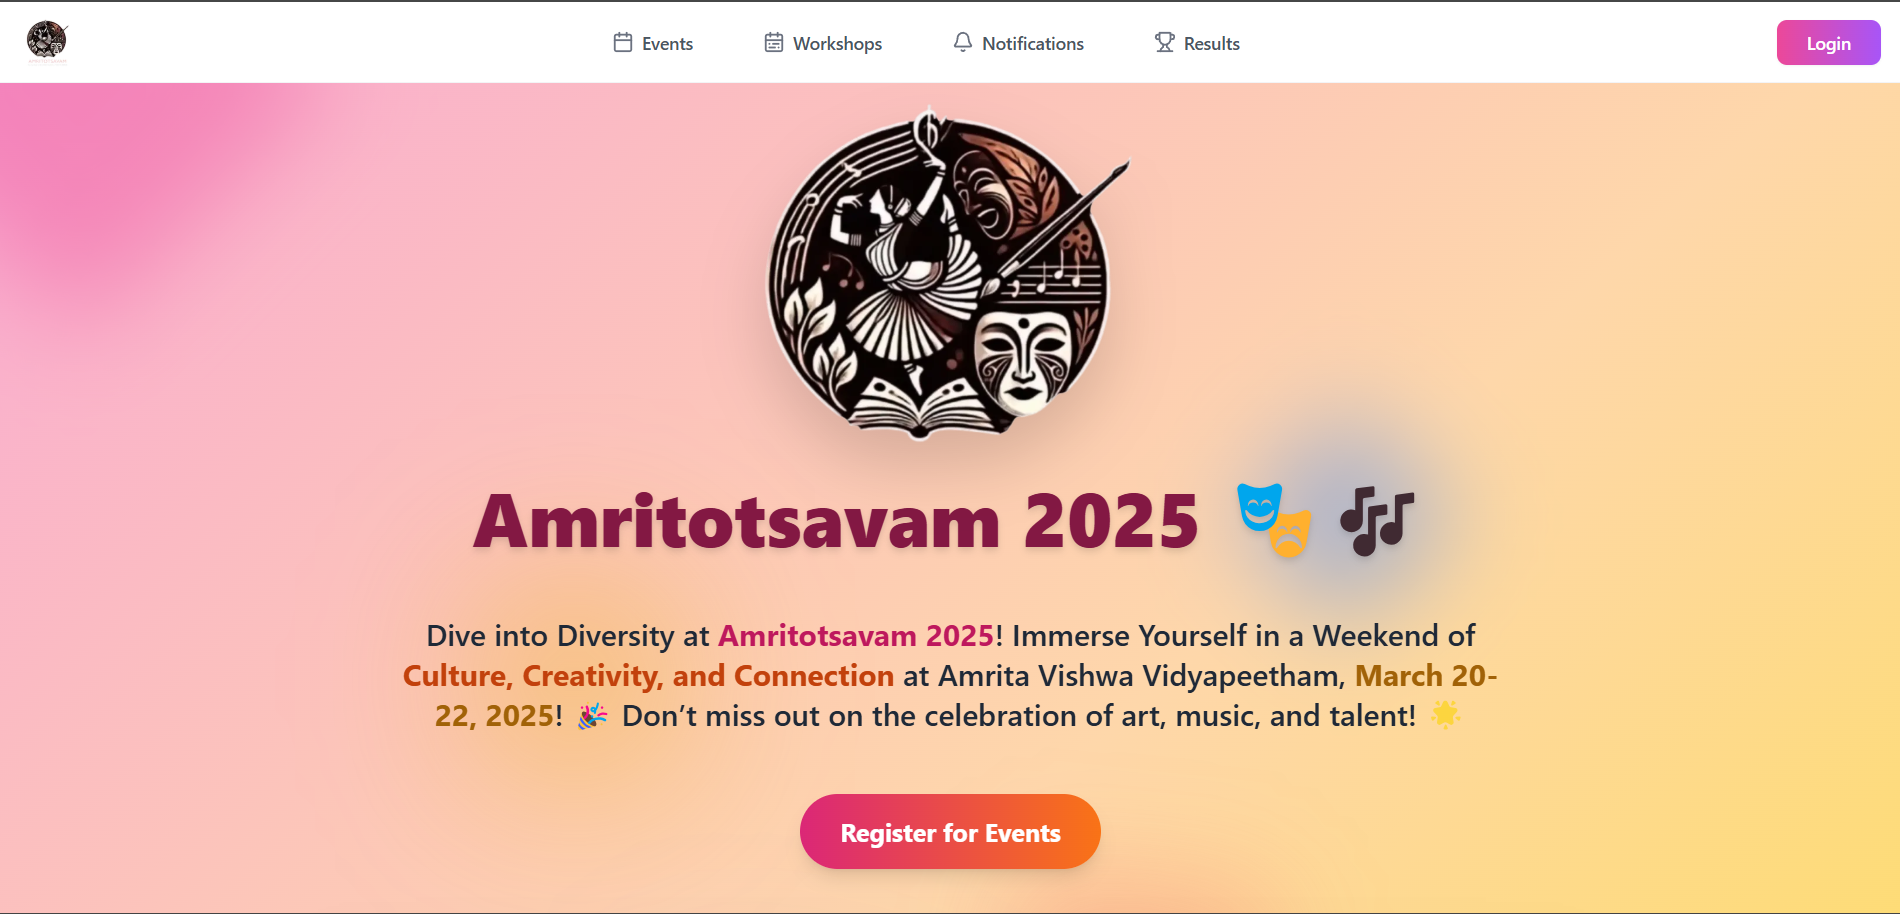 Events Workshops Notifications Results Login
Amritotsavam 2025 🎭 🎶
Dive into Diversity at Amritotsavam 2025! Immerse Yourself in a Weekend of
Culture, Creativity, and Connection at Amrita Vishwa Vidyapeetham, March 20-
22, 2025! 🎉 Don’t miss out on the celebration of art, music, and talent! 🌟
Register for Events